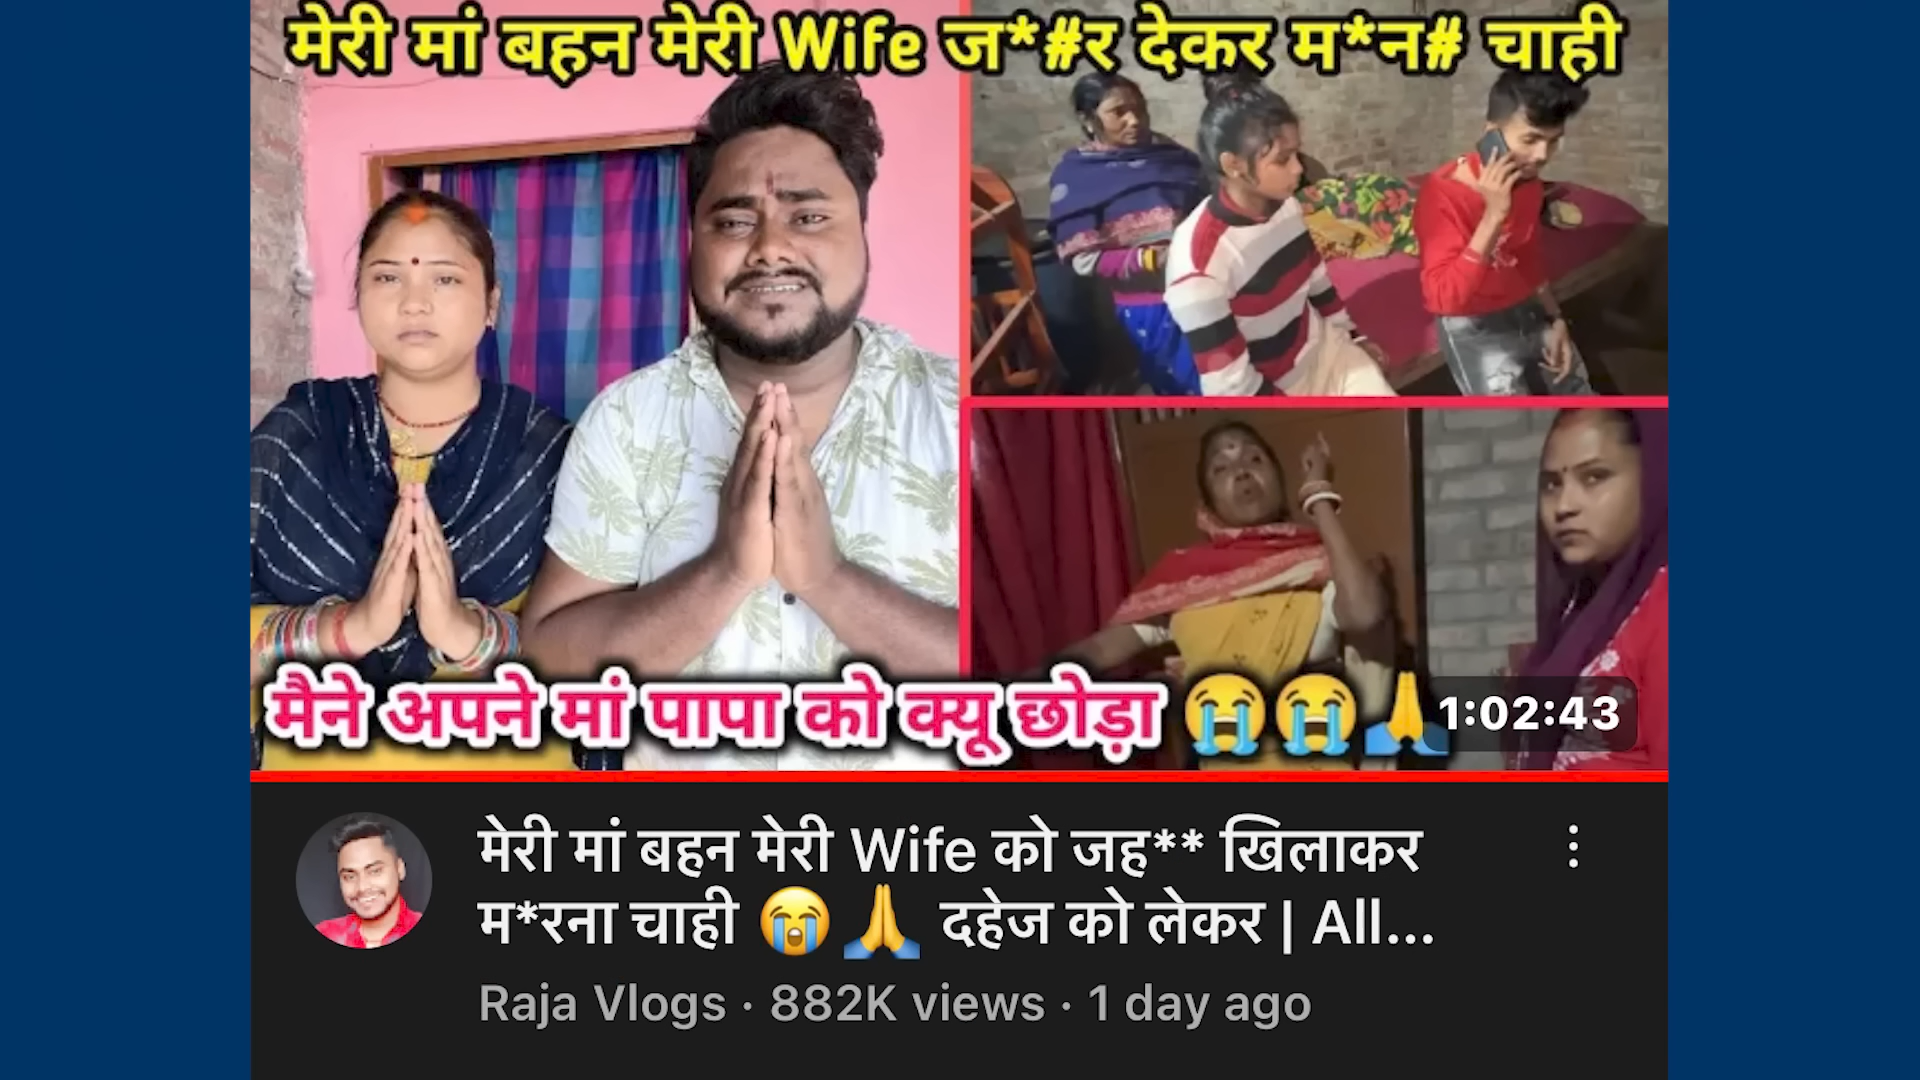 मेरी मां बहन मेरी Wife ज*#र देकर म*न# चाही
मैने अपने मां पापा को क्यू छोड़ा 😭😭🙏
1:02:43
मेरी मां बहन मेरी Wife को जह** खिलाकर
म*रना चाही 😭🙏 दहेज को लेकर | All...
Raja Vlogs · 882K views · 1 day ago